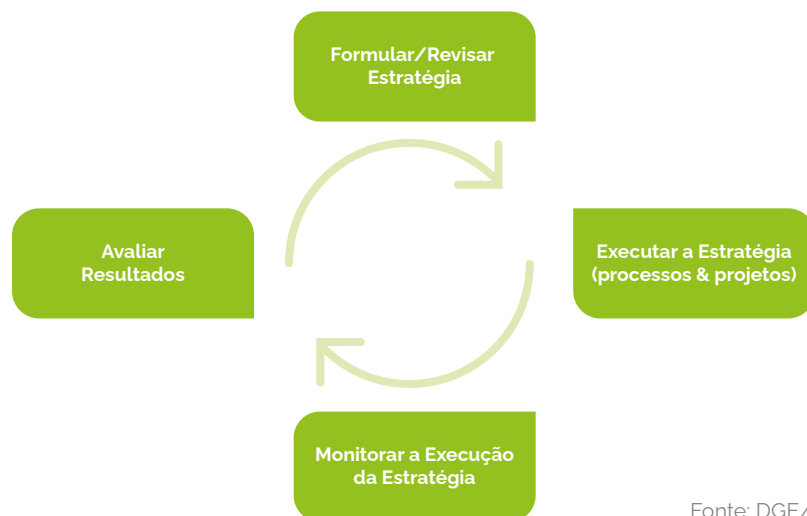 Formular/Revisar
Estratégia
Avaliar
Resultados
Executar a Estratégia
(processos & projetos)
Monitorar a Execução
da Estratégia
Fonte: DGE/